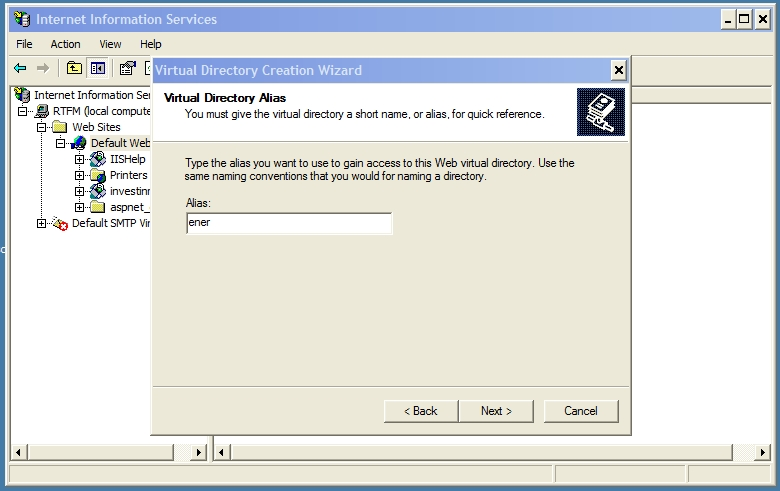 Internet Information Services
File Action View Help
Virtual Directory Creation Wizard
Virtual Directory Alias
You must give the virtual directory a short name, or alias, for quick reference.
Type the alias you want to use to gain access to this Web virtual directory. Use the
same naming conventions that you would for naming a directory.
Alias:
ener
< Back
Next >
Cancel
Internet Information Ser
RTFM (local compute
Web Sites
Default Web
IISHelp
Printers
investinr
aspnet_
Default SMTP Vir